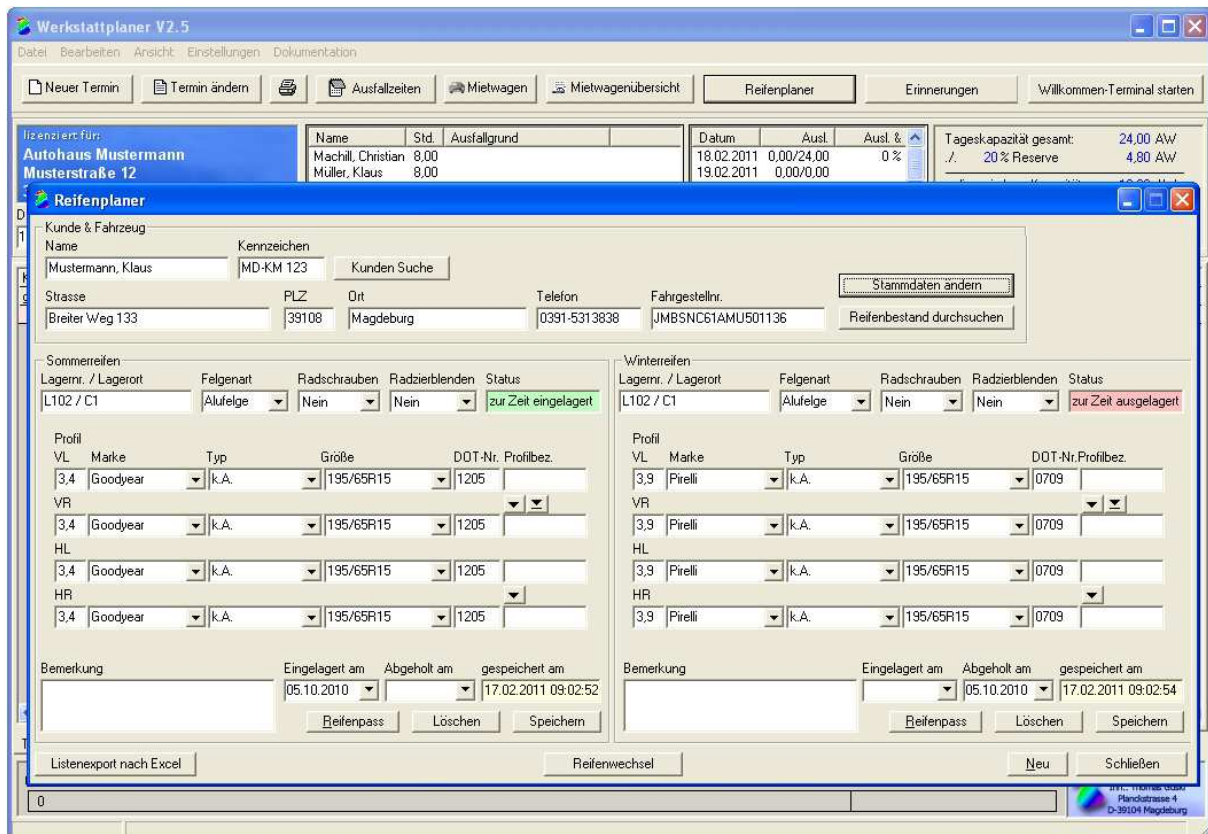 Werkstattplaner V2.5
Datei Bearbeiten Ansicht Einstellungen Dokumentation
Neuer Termin Termin ändern Ausfallzeiten Mietwagen Mietwagenübersicht Reifenplaner Erinnerungen Willkommen-Terminal starten
lizenziert für:
Autohaus Mustermann
Musterstraße 12
Name Std. Ausfallgrund
Machill, Christian 8,00
Müller, Klaus 8,00
Datum Ausl. Ausl. &
18.02.2011 0,00/24,00 0 %
19.02.2011 0,00/0,00
Tageskapazität gesamt: 24,00 AW
./. 20 % Reserve 4,80 AW
Reifenplaner
Kunde & Fahrzeug
Name Kennzeichen
Mustermann, Klaus MD-KM 123 Kunden Suche
Stammdaten ändern
Strasse PLZ Ort Telefon Fahrgestellnr.
Breiter Weg 133 39108 Magdeburg 0391-5313838 JMBSNC61AMU501136 Reifenbestand durchsuchen
Sommerreifen
Lagernr. / Lagerort Felgenart Radschrauben Radzierblenden Status
L102 / C1 Alufelge Nein Nein zur Zeit eingelagert
Profil
VL Marke Typ Größe DOT-Nr. Profilbez.
3,4 Goodyear k.A. 195/65R15 1205
VR
3,4 Goodyear k.A. 195/65R15 1205
HL
3,4 Goodyear k.A. 195/65R15 1205
HR
3,4 Goodyear k.A. 195/65R15 1205
Bemerkung Eingelagert am Abgeholt am gespeichert am
05.10.2010 17.02.2011 09:02:52
Reifenpass Löschen Speichern
Winterreifen
Lagernr. / Lagerort Felgenart Radschrauben Radzierblenden Status
L102 / C1 Alufelge Nein Nein zur Zeit ausgelagert
Profil
VL Marke Typ Größe DOT-Nr. Profilbez.
3,9 Pirelli k.A. 195/65R15 0709
VR
3,9 Pirelli k.A. 195/65R15 0709
HL
3,9 Pirelli k.A. 195/65R15 0709
HR
3,9 Pirelli k.A. 195/65R15 0709
Bemerkung Eingelagert am Abgeholt am gespeichert am
05.10.2010 17.02.2011 09:02:54
Reifenpass Löschen Speichern
Listenexport nach Excel Reifenwechsel Neu Schließen
0
Planckstrasse 4
D-39104 Magdeburg